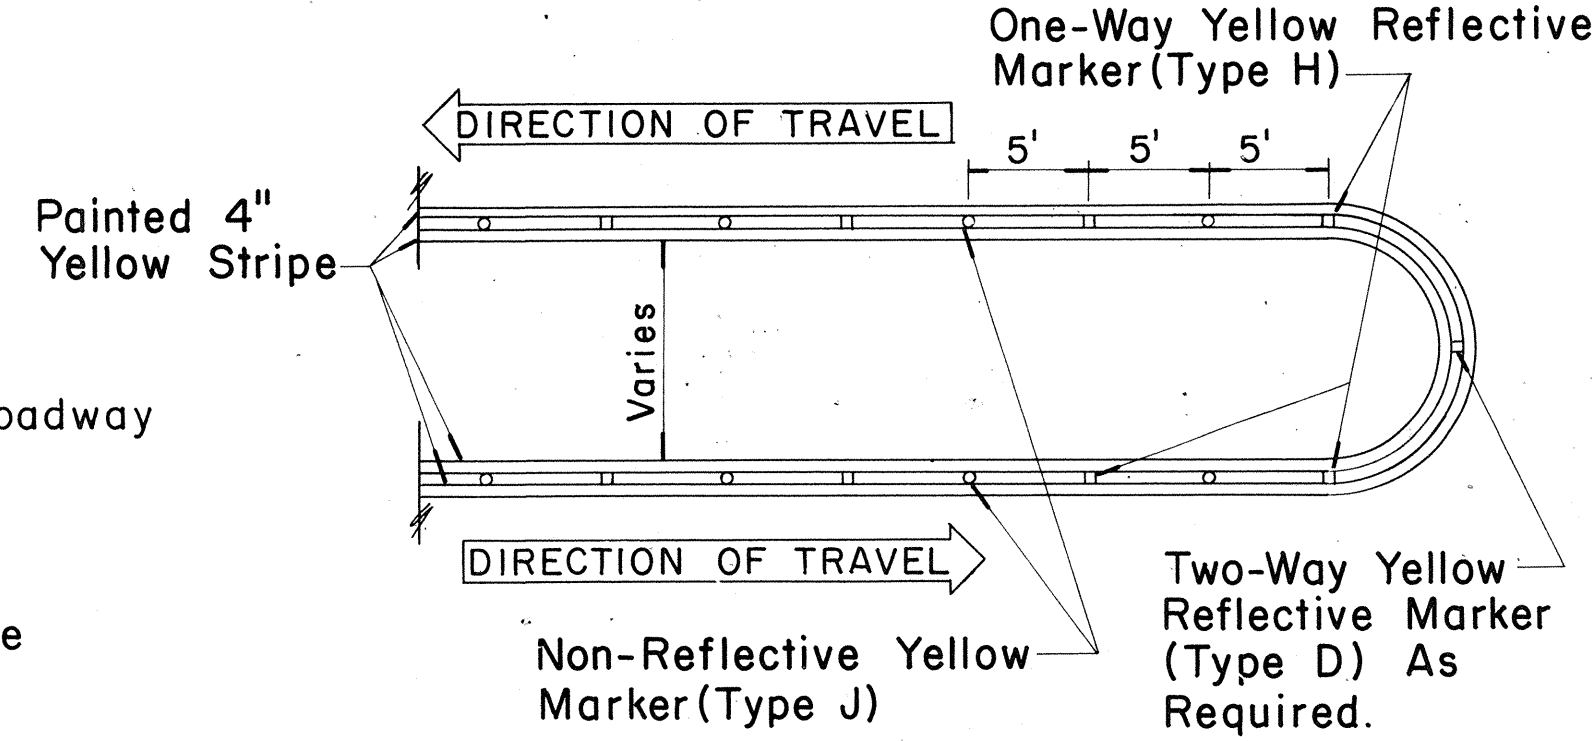 One-Way Yellow Reflective
Marker (Type H)
DIRECTION OF TRAVEL
5' 5' 5'
Painted 4"
Yellow Stripe
Varies
oadway
DIRECTION OF TRAVEL
e
Non-Reflective Yellow
Marker (Type J)
Two-Way Yellow
Reflective Marker
(Type D) As
Required.